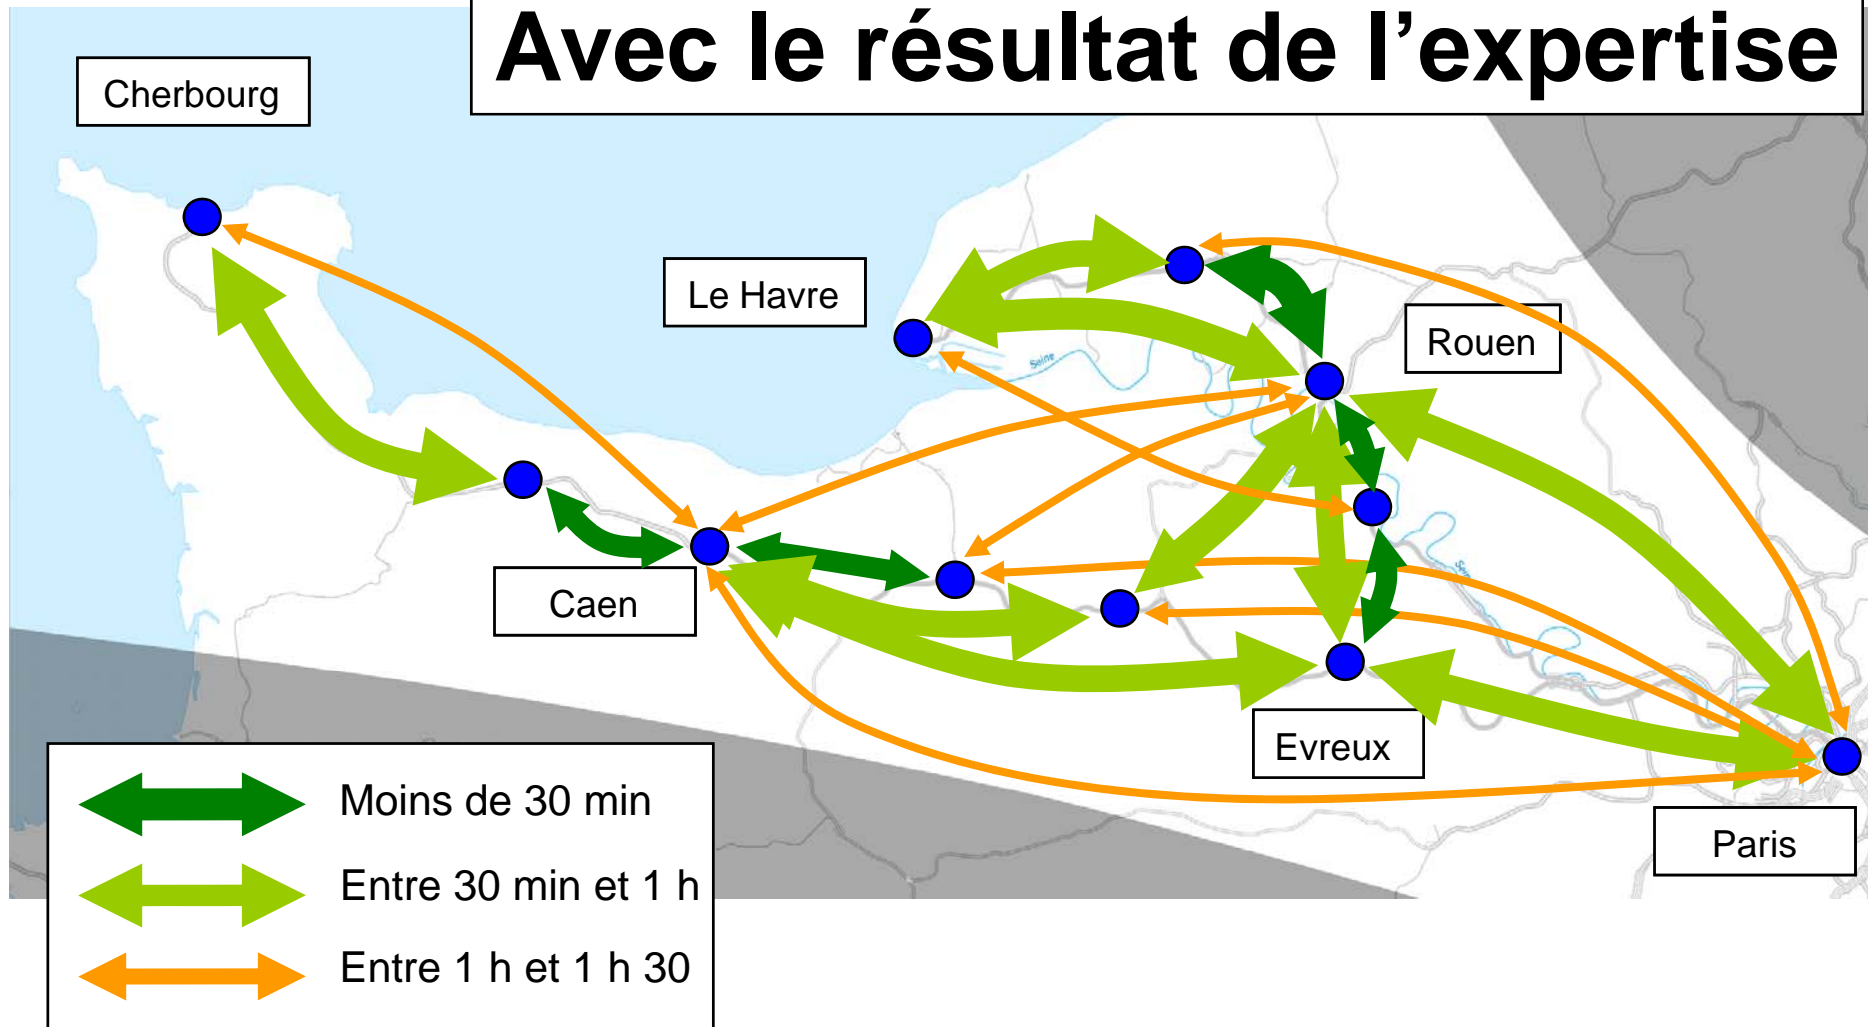 Avec le résultat de l’expertise
Cherbourg
Le Havre
Rouen
Seine
Caen
Evreux
Paris
Moins de 30 min
Entre 30 min et 1 h
Entre 1 h et 1 h 30